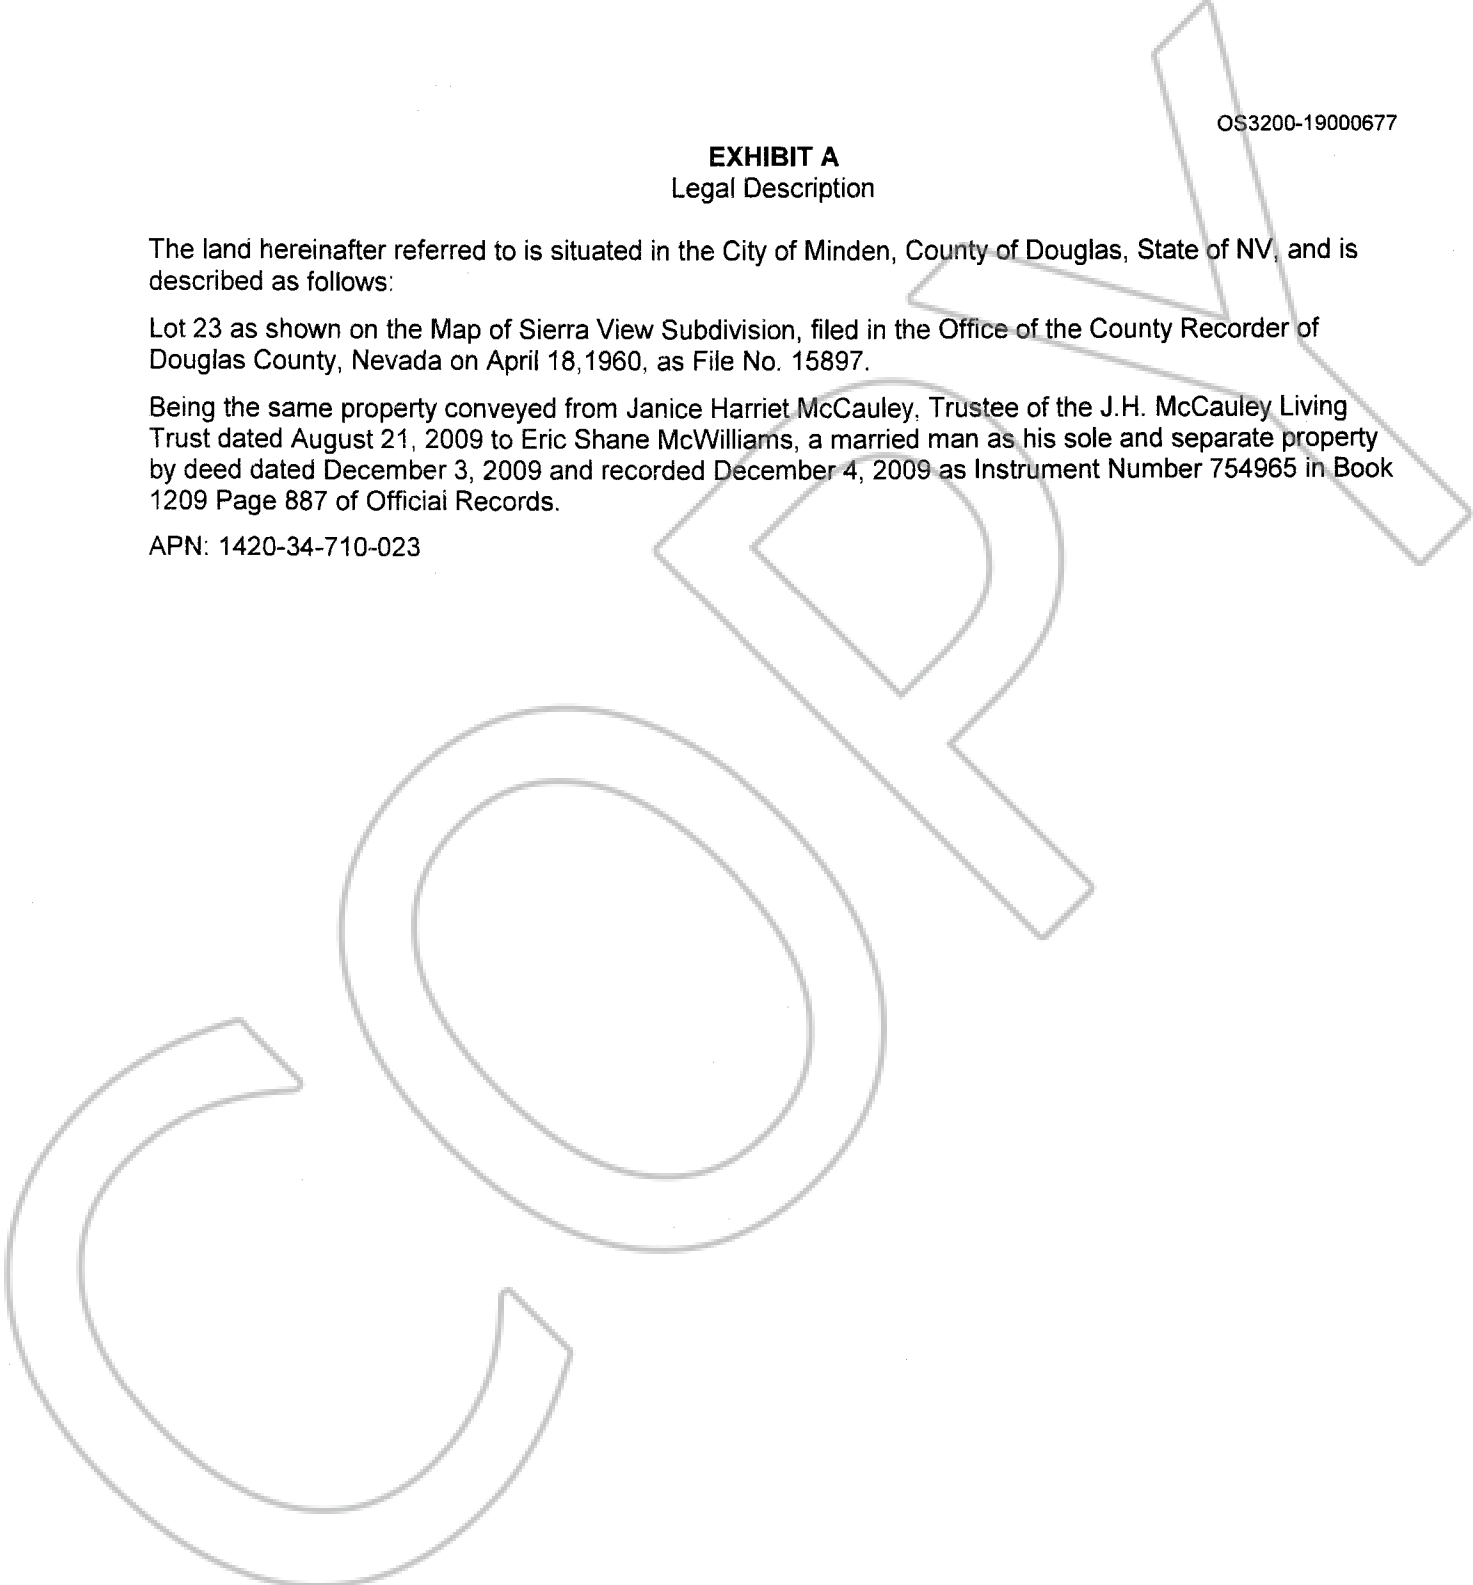 OS3200-19000677
EXHIBIT A
Legal Description
The land hereinafter referred to is situated in the City of Minden, County of Douglas, State of NV, and is
described as follows:
Lot 23 as shown on the Map of Sierra View Subdivision, filed in the Office of the County Recorder of
Douglas County, Nevada on April 18,1960, as File No. 15897.
Being the same property conveyed from Janice Harriet McCauley, Trustee of the J.H. McCauley Living
Trust dated August 21, 2009 to Eric Shane McWilliams, a married man as his sole and separate property
by deed dated December 3, 2009 and recorded December 4, 2009 as Instrument Number 754965 in Book
1209 Page 887 of Official Records.
APN: 1420-34-710-023
COPY